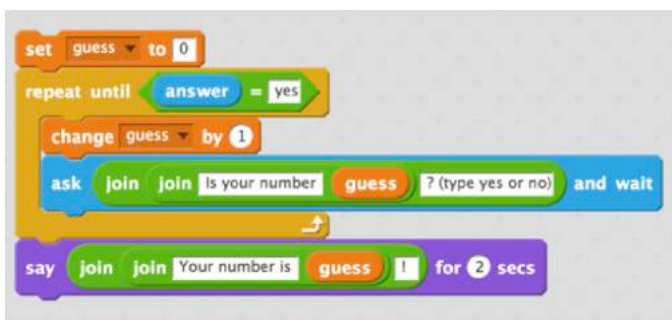 set guess to 0
repeat until answer = yes
change guess by 1
ask join join Is your number guess ? (type yes or no) and wait
say join join Your number is guess ! for 2 secs